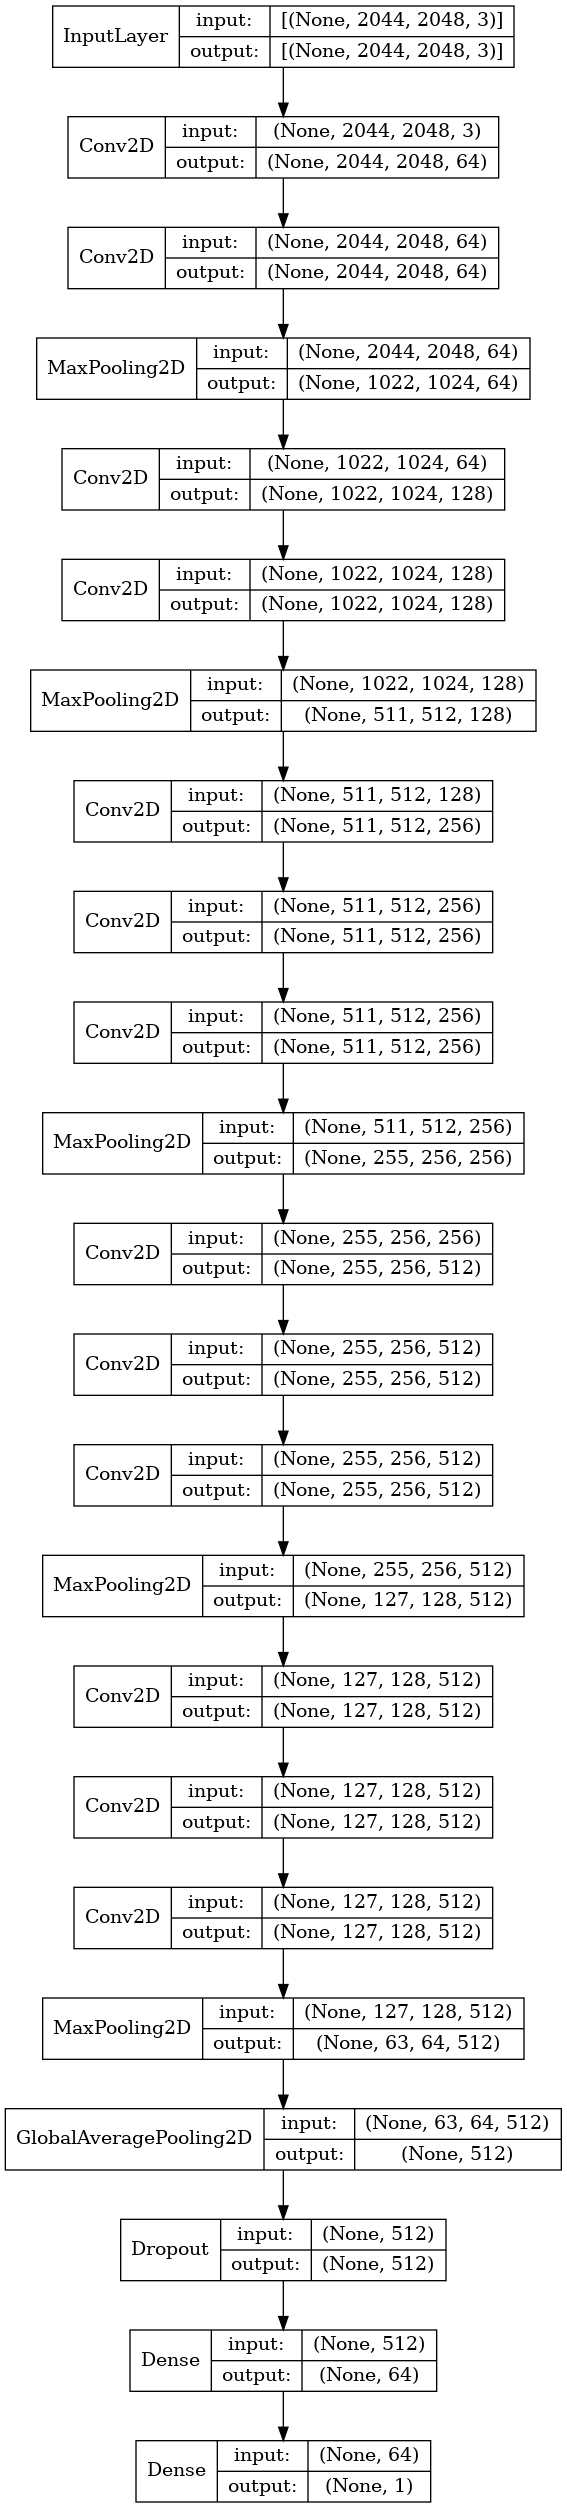 InputLayer input: [(None, 2044, 2048, 3)]
output: [(None, 2044, 2048, 3)]
Conv2D input: (None, 2044, 2048, 3)
output: (None, 2044, 2048, 64)
Conv2D input: (None, 2044, 2048, 64)
output: (None, 2044, 2048, 64)
MaxPooling2D input: (None, 2044, 2048, 64)
output: (None, 1022, 1024, 64)
Conv2D input: (None, 1022, 1024, 64)
output: (None, 1022, 1024, 128)
Conv2D input: (None, 1022, 1024, 128)
output: (None, 1022, 1024, 128)
MaxPooling2D input: (None, 1022, 1024, 128)
output: (None, 511, 512, 128)
Conv2D input: (None, 511, 512, 128)
output: (None, 511, 512, 256)
Conv2D input: (None, 511, 512, 256)
output: (None, 511, 512, 256)
Conv2D input: (None, 511, 512, 256)
output: (None, 511, 512, 256)
MaxPooling2D input: (None, 511, 512, 256)
output: (None, 255, 256, 256)
Conv2D input: (None, 255, 256, 256)
output: (None, 255, 256, 512)
Conv2D input: (None, 255, 256, 512)
output: (None, 255, 256, 512)
Conv2D input: (None, 255, 256, 512)
output: (None, 255, 256, 512)
MaxPooling2D input: (None, 255, 256, 512)
output: (None, 127, 128, 512)
Conv2D input: (None, 127, 128, 512)
output: (None, 127, 128, 512)
Conv2D input: (None, 127, 128, 512)
output: (None, 127, 128, 512)
Conv2D input: (None, 127, 128, 512)
output: (None, 127, 128, 512)
MaxPooling2D input: (None, 127, 128, 512)
output: (None, 63, 64, 512)
GlobalAveragePooling2D input: (None, 63, 64, 512)
output: (None, 512)
Dropout input: (None, 512)
output: (None, 512)
Dense input: (None, 512)
output: (None, 64)
Dense input: (None, 64)
output: (None, 1)